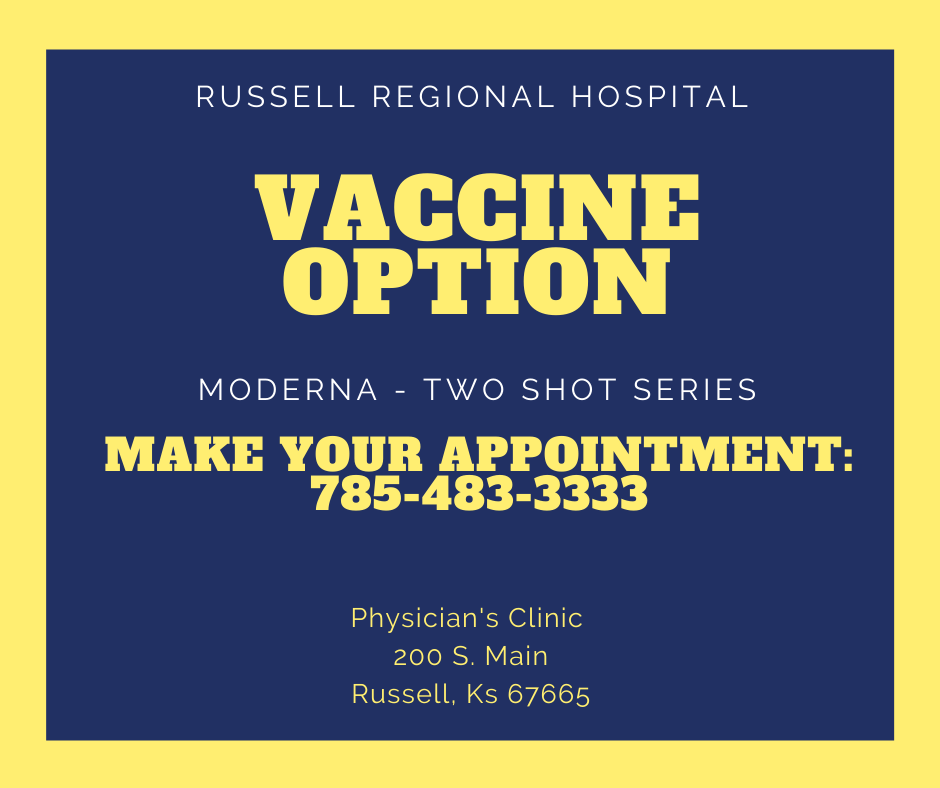 RUSSELL REGIONAL HOSPITAL
VACCINE
OPTION
MODERNA - TWO SHOT SERIES
MAKE YOUR APPOINTMENT:
785-483-3333
Physician's Clinic
200 S. Main
Russell, Ks 67665